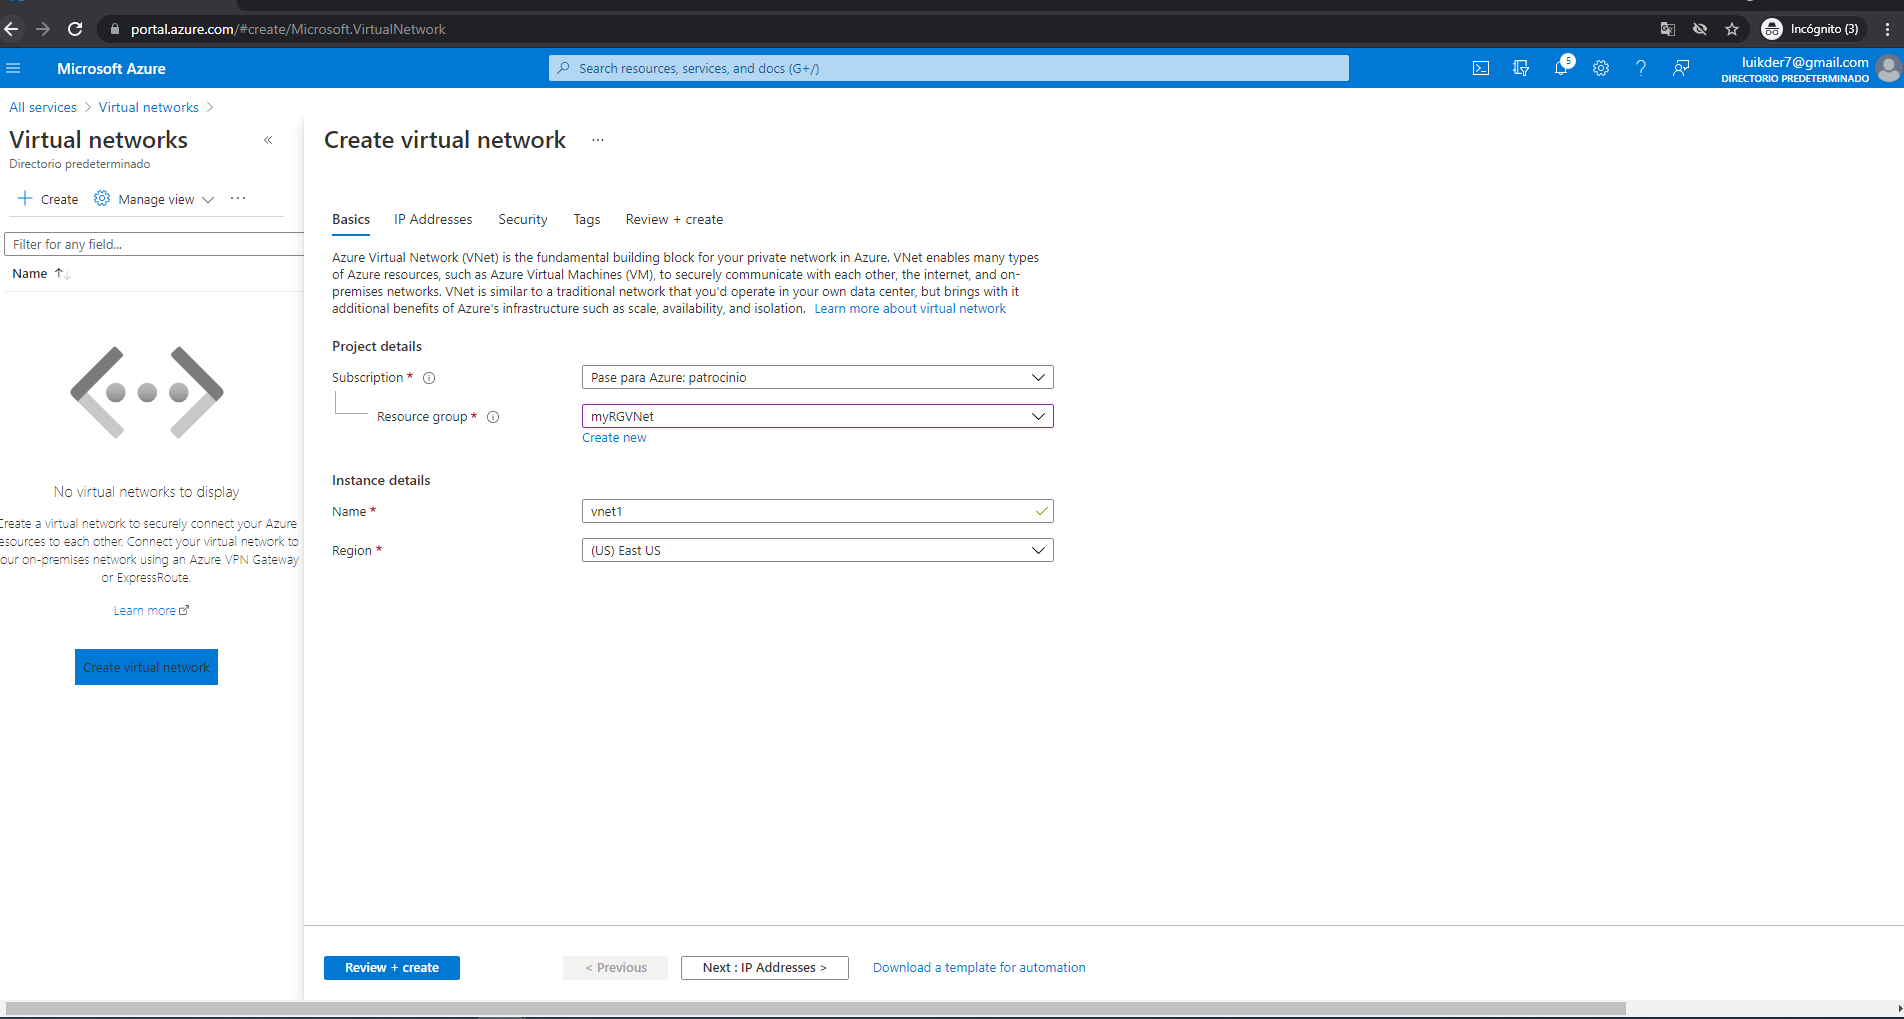 portal.azure.com/#create/Microsoft.VirtualNetwork
Incógnito (3)
Microsoft Azure
Search resources, services, and docs (G+/)
5
luikder7@gmail.com
DIRECTORIO PREDETERMINADO
All services > Virtual networks >
Virtual networks
«
Directorio predeterminado
+ Create
Manage view
···
Filter for any field...
Name ↑↓
No virtual networks to display
Create a virtual network to securely connect your Azure
resources to each other. Connect your virtual network to
your on-premises network using an Azure VPN Gateway
or ExpressRoute.
Learn more
Create virtual network
Create virtual network ···
Basics
IP Addresses
Security
Tags
Review + create
Azure Virtual Network (VNet) is the fundamental building block for your private network in Azure. VNet enables many types
of Azure resources, such as Azure Virtual Machines (VM), to securely communicate with each other, the internet, and on-
premises networks. VNet is similar to a traditional network that you'd operate in your own data center, but brings with it
additional benefits of Azure's infrastructure such as scale, availability, and isolation. Learn more about virtual network
Project details
Subscription *
Pase para Azure: patrocinio
Resource group *
myRGVNet
Create new
Instance details
Name *
vnet1
Region *
(US) East US
Review + create
< Previous
Next : IP Addresses >
Download a template for automation